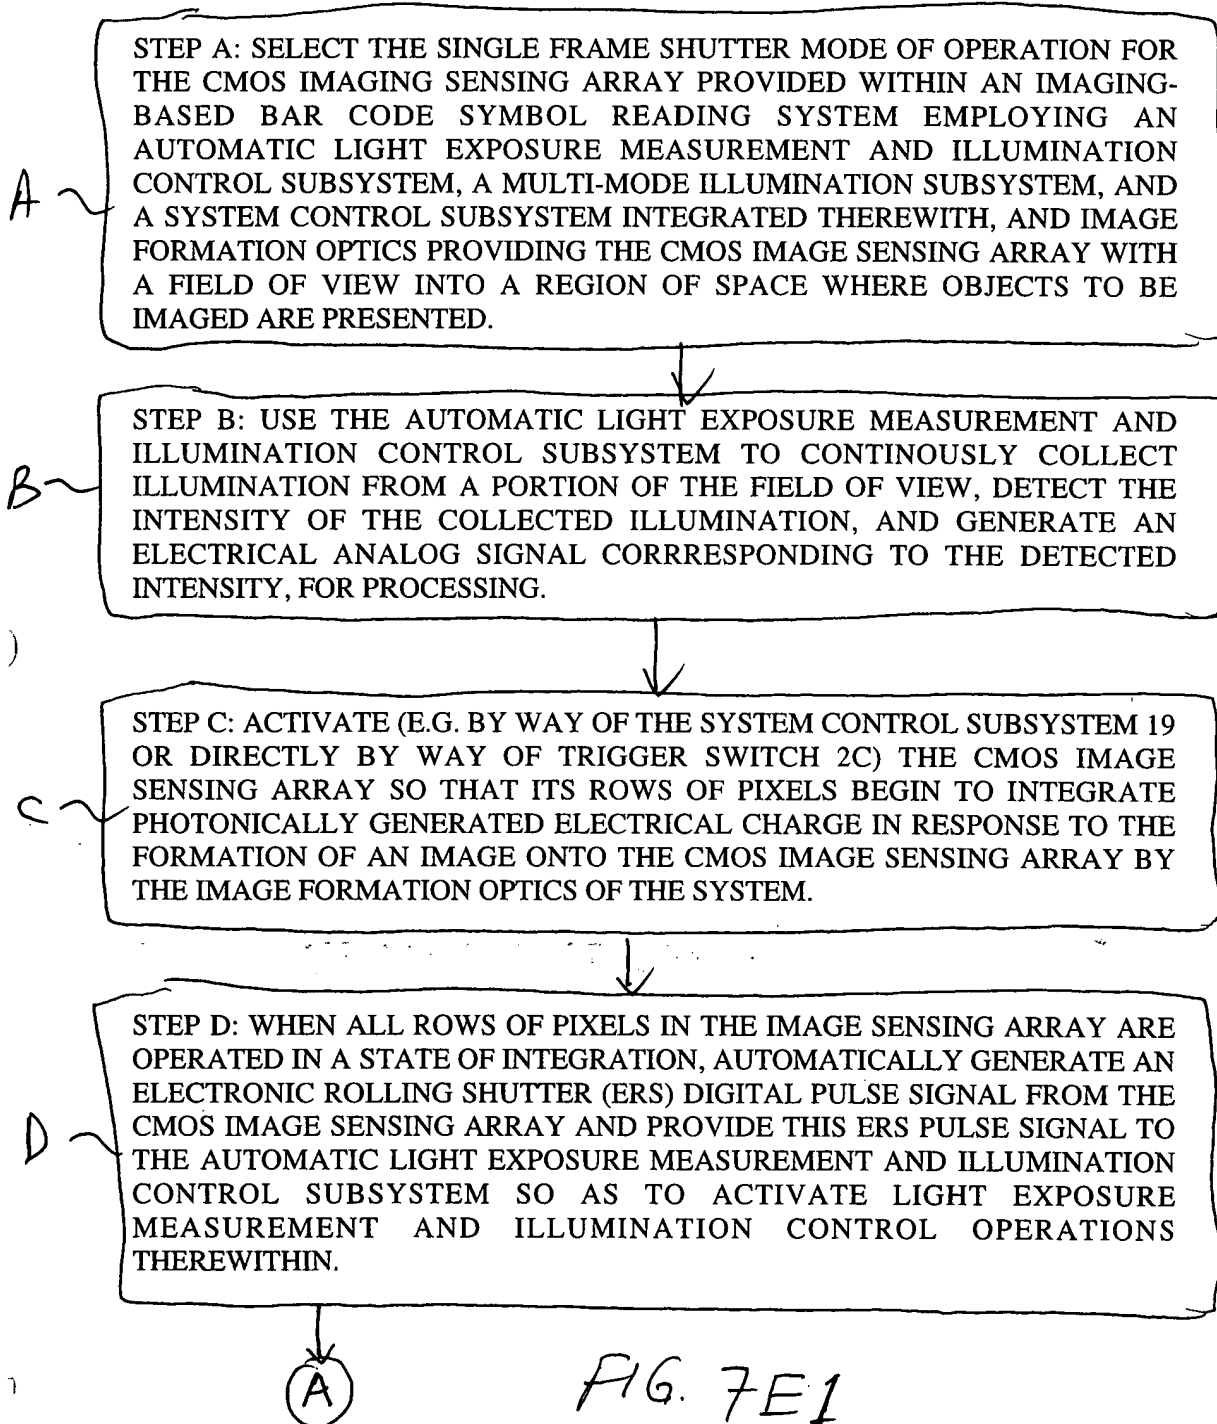 STEP A: SELECT THE SINGLE FRAME SHUTTER MODE OF OPERATION FOR
THE CMOS IMAGING SENSING ARRAY PROVIDED WITHIN AN IMAGING-
BASED BAR CODE SYMBOL READING SYSTEM EMPLOYING AN
AUTOMATIC LIGHT EXPOSURE MEASUREMENT AND ILLUMINATION
CONTROL SUBSYSTEM, A MULTI-MODE ILLUMINATION SUBSYSTEM, AND
A SYSTEM CONTROL SUBSYSTEM INTEGRATED THEREWITH, AND IMAGE
FORMATION OPTICS PROVIDING THE CMOS IMAGE SENSING ARRAY WITH
A FIELD OF VIEW INTO A REGION OF SPACE WHERE OBJECTS TO BE
IMAGED ARE PRESENTED.
A
STEP B: USE THE AUTOMATIC LIGHT EXPOSURE MEASUREMENT AND
ILLUMINATION CONTROL SUBSYSTEM TO CONTINOUSLY COLLECT
ILLUMINATION FROM A PORTION OF THE FIELD OF VIEW, DETECT THE
INTENSITY OF THE COLLECTED ILLUMINATION, AND GENERATE AN
ELECTRICAL ANALOG SIGNAL CORRRESPONDING TO THE DETECTED
INTENSITY, FOR PROCESSING.
B
STEP C: ACTIVATE (E.G. BY WAY OF THE SYSTEM CONTROL SUBSYSTEM 19
OR DIRECTLY BY WAY OF TRIGGER SWITCH 2C) THE CMOS IMAGE
SENSING ARRAY SO THAT ITS ROWS OF PIXELS BEGIN TO INTEGRATE
PHOTONICALLY GENERATED ELECTRICAL CHARGE IN RESPONSE TO THE
FORMATION OF AN IMAGE ONTO THE CMOS IMAGE SENSING ARRAY BY
THE IMAGE FORMATION OPTICS OF THE SYSTEM.
C
STEP D: WHEN ALL ROWS OF PIXELS IN THE IMAGE SENSING ARRAY ARE
OPERATED IN A STATE OF INTEGRATION, AUTOMATICALLY GENERATE AN
ELECTRONIC ROLLING SHUTTER (ERS) DIGITAL PULSE SIGNAL FROM THE
CMOS IMAGE SENSING ARRAY AND PROVIDE THIS ERS PULSE SIGNAL TO
THE AUTOMATIC LIGHT EXPOSURE MEASUREMENT AND ILLUMINATION
CONTROL SUBSYSTEM SO AS TO ACTIVATE LIGHT EXPOSURE
MEASUREMENT AND ILLUMINATION CONTROL OPERATIONS
THEREWITHIN.
D
A
FIG. 7E1